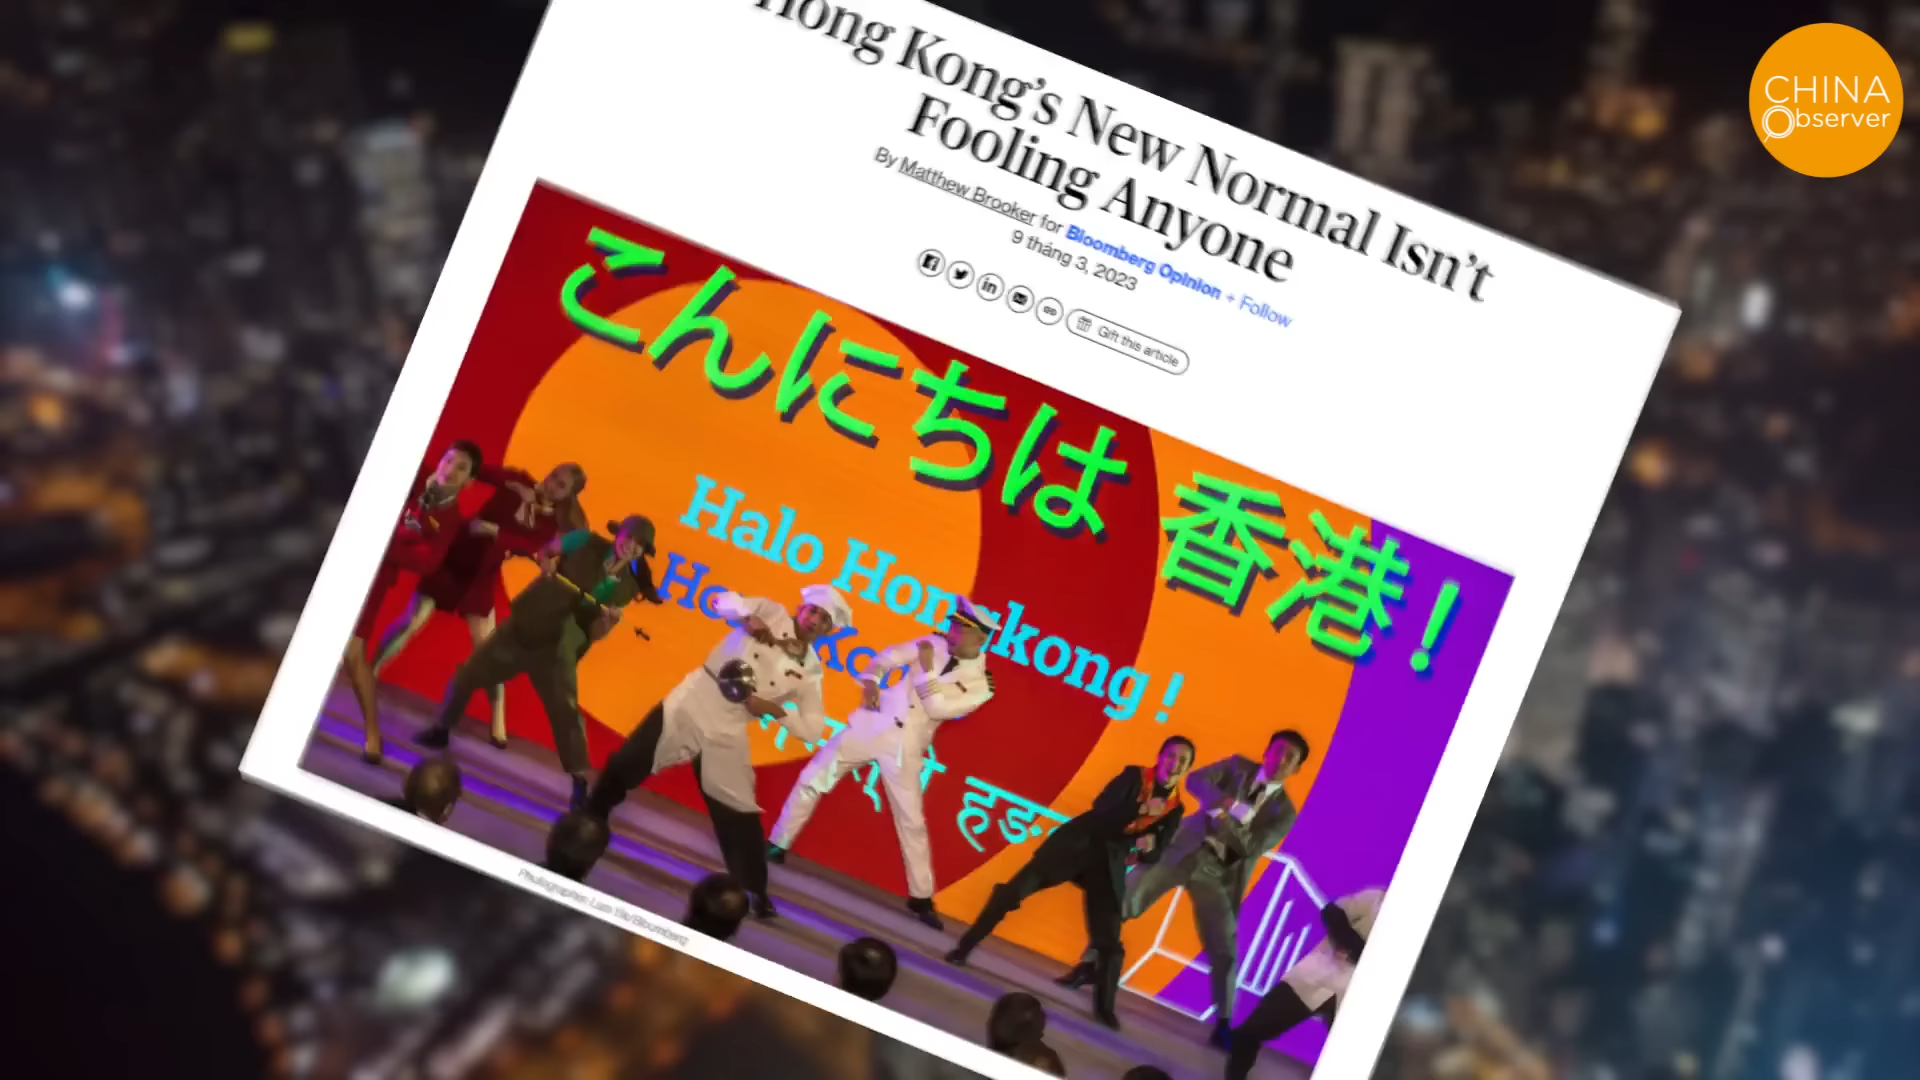 Hong Kong's New Normal Isn't
Fooling Anyone
By Matthew Brooker for Bloomberg Opinion + Follow
9 tháng 3, 2023
Gift this article
こんにちは 香港!
Halo Hongkong!
CHINA
Observer